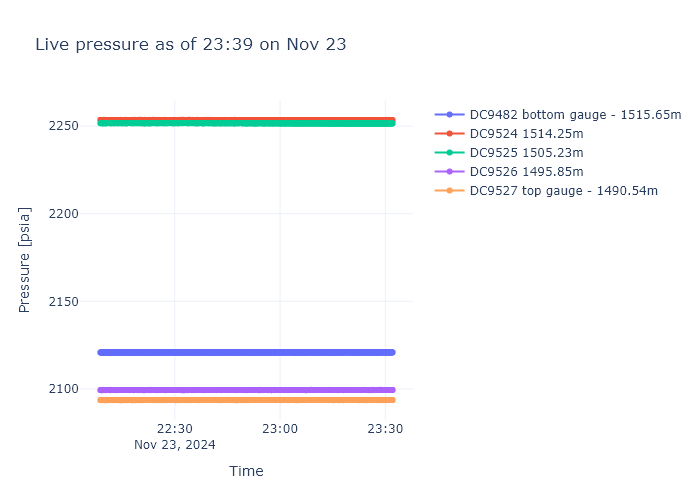 Live pressure as of 23:39 on Nov 23
DC9482 bottom gauge - 1515.65m
DC9524 1514.25m
DC9525 1505.23m
DC9526 1495.85m
DC9527 top gauge - 1490.54m
Pressure [psia]
2250
2200
2150
2100
22:30
Nov 23, 2024
23:00
23:30
Time